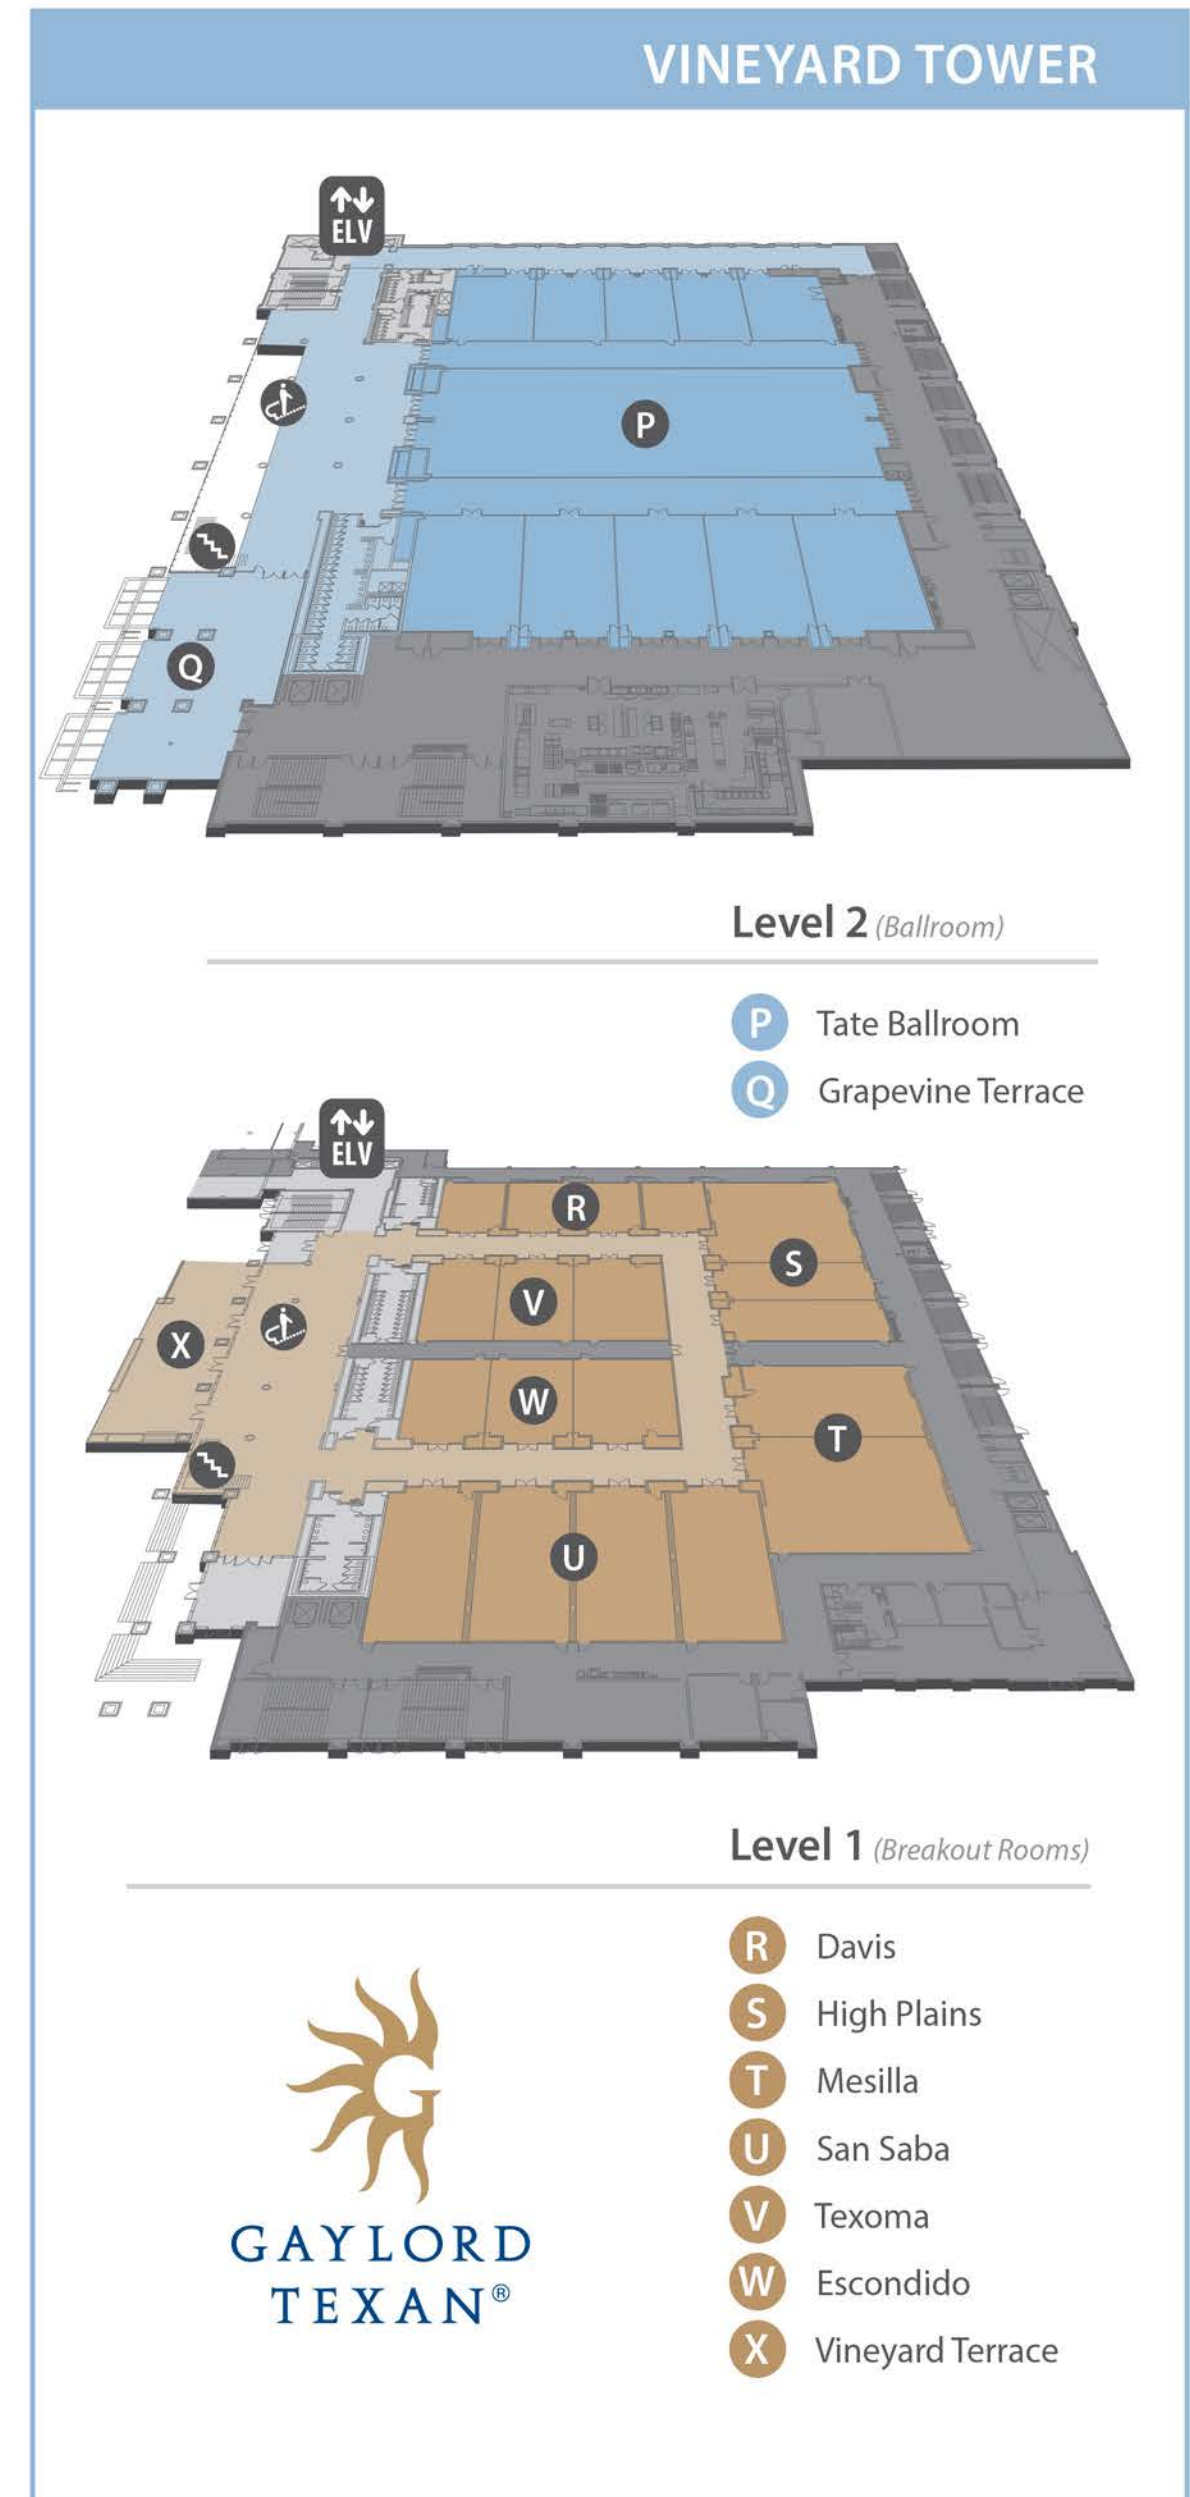 VINEYARD TOWER
ELV
P
Q
Level 2 (Ballroom)
P Tate Ballroom
Q Grapevine Terrace
ELV
R
S
V
X
W
T
U
Level 1 (Breakout Rooms)
R Davis
S High Plains
T Mesilla
U San Saba
V Texoma
W Escondido
X Vineyard Terrace
G
GAYLORD
TEXAN®